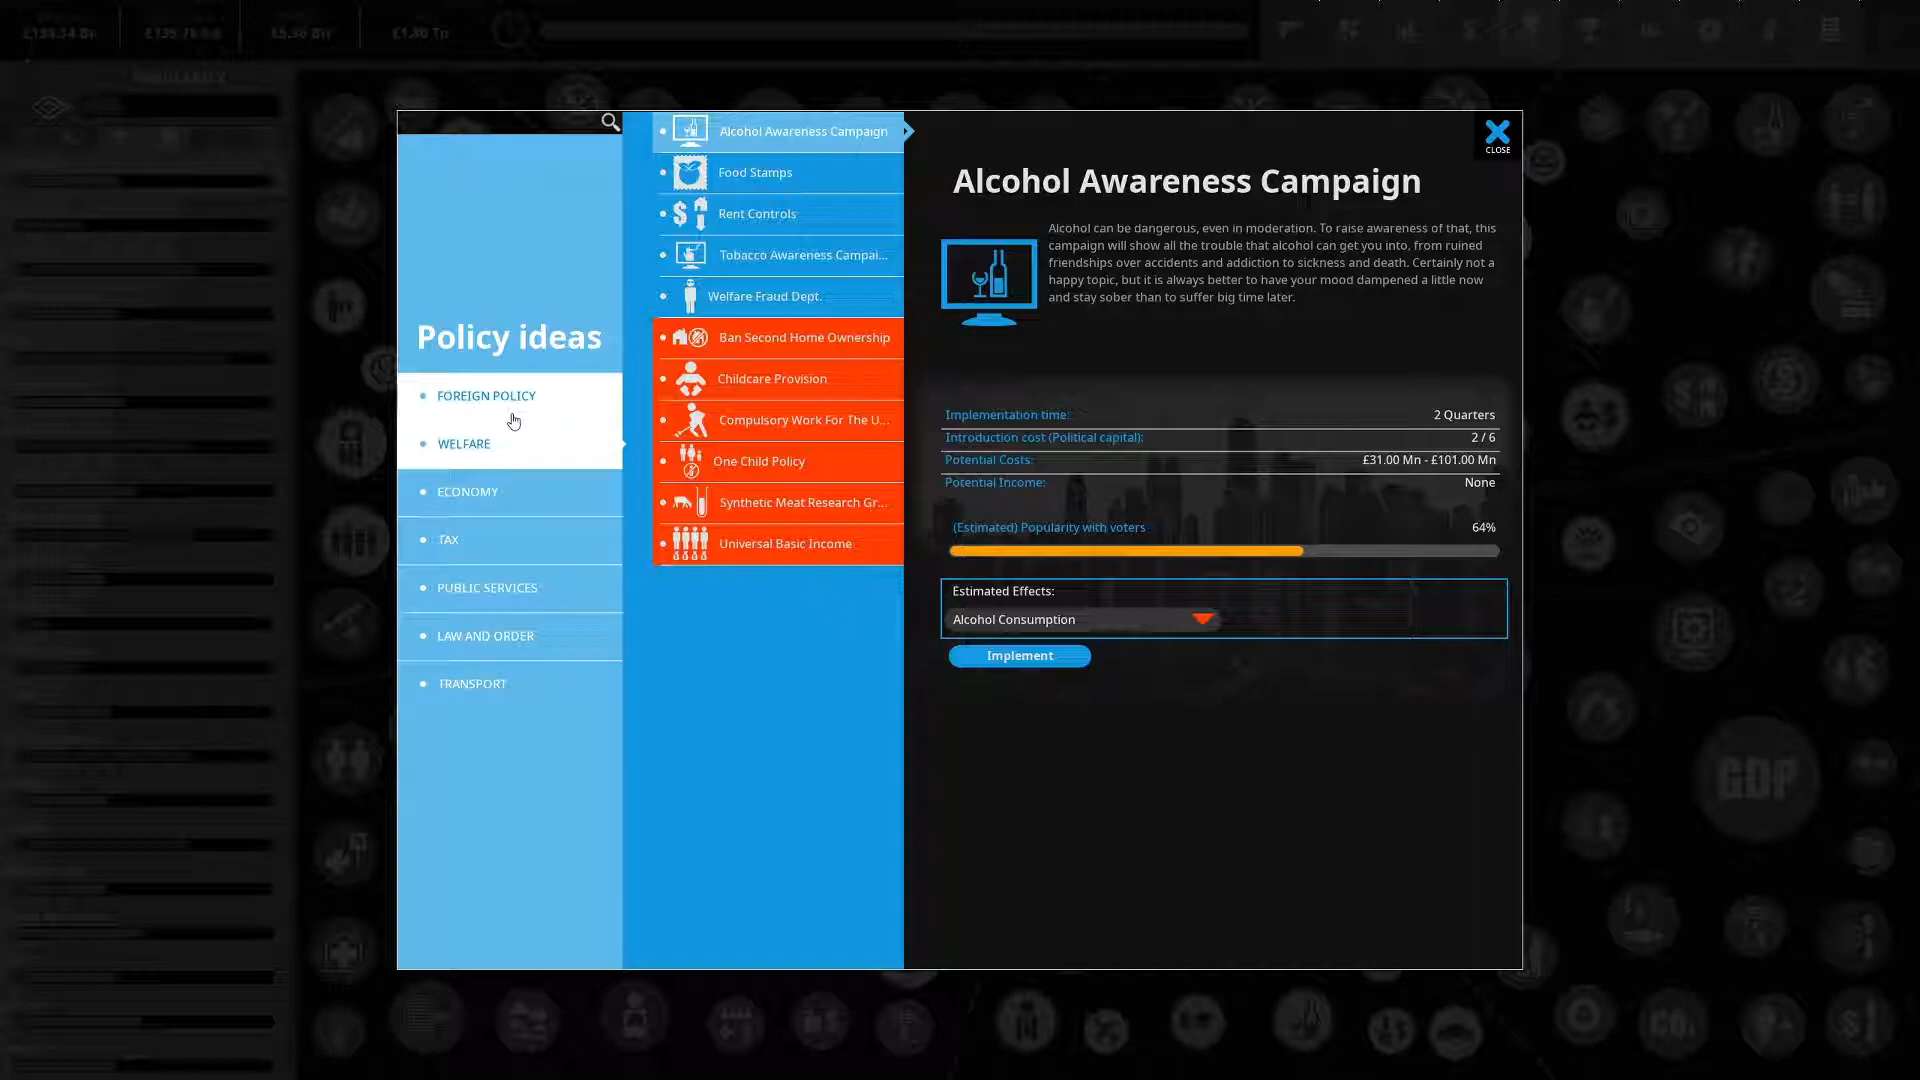 Alcohol Awareness Campaign
Food Stamps
Rent Controls
Tobacco Awareness Campai...
Welfare Fraud Dept.
Ban Second Home Ownership
Childcare Provision
Compulsory Work For The U...
One Child Policy
Synthetic Meat Research Gr...
Universal Basic Income
Policy ideas
FOREIGN POLICY
WELFARE
ECONOMY
TAX
PUBLIC SERVICES
LAW AND ORDER
TRANSPORT
CLOSE
Alcohol Awareness Campaign
Alcohol can be dangerous, even in moderation. To raise awareness of that, this
campaign will show all the trouble that alcohol can get you into, from ruined
friendships over accidents and addiction to sickness and death. Certainly not a
happy topic, but it is always better to have your mood dampened a little now
and stay sober than to suffer big time later.
Implementation time: 2 Quarters
Introduction cost (Political capital): 2 / 6
Potential Costs: £31.00 Mn - £101.00 Mn
Potential Income: None
(Estimated) Popularity with voters 64%
Estimated Effects:
Alcohol Consumption
Implement
GDP